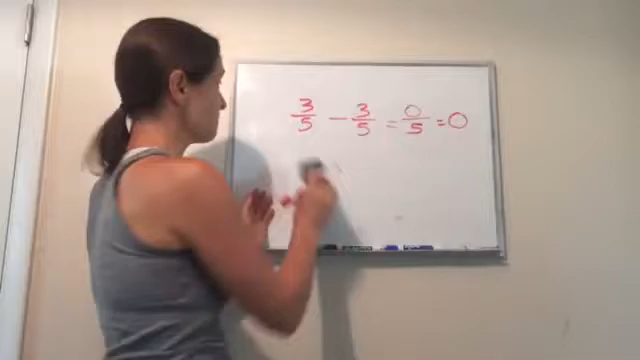 3/5 − 3/5 = 0/5 = 0